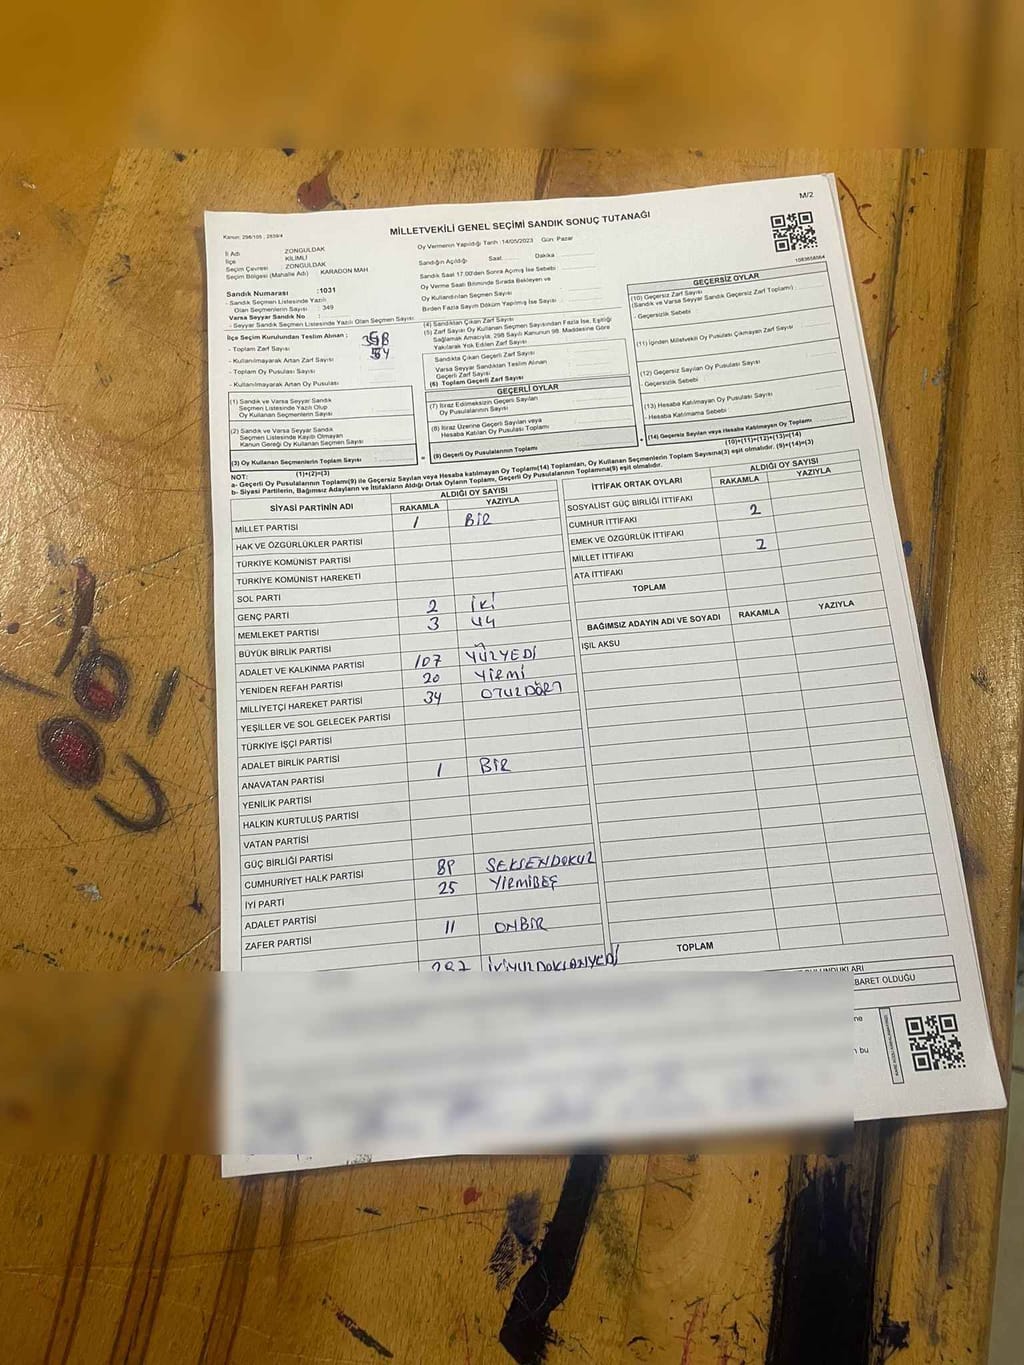 M/2
Kanun: 298/105 , 2839/4
MİLLETVEKİLİ GENEL SEÇİMİ SANDIK SONUÇ TUTANAĞI
1083658064
İl Adı : ZONGULDAK
İlçe : KİLİMLİ
Seçim Çevresi : ZONGULDAK
Seçim Bölgesi (Mahalle Adı) : KARADON MAH
Sandık Numarası :1031
- Sandık Seçmen Listesinde Yazılı
Olan Seçmenlerin Sayısı : 349
Varsa Seyyar Sandık No :
- Seyyar Sandık Seçmen Listesinde Yazılı Olan Seçmen Sayısı:
İlçe Seçim Kurulundan Teslim Alınan ;
- Toplam Zarf Sayısı
- Kullanılmayarak Artan Zarf Sayısı
- Toplam Oy Pusulası Sayısı
- Kullanılmayarak Artan Oy Pusulası
(1) Sandık ve Varsa Seyyar Sandık
Seçmen Listesinde Yazılı Olup
Oy Kullanan Seçmenlerin Sayısı
(2) Sandık ve Varsa Seyyar Sandık
Seçmen Listesinde Kayıtlı Olmayan
Kanun Gereği Oy Kullanan Seçmen Sayısı
(3) Oy Kullanan Seçmenlerin Toplam Sayısı
(1)+(2)=(3)
Oy Vermenin Yapıldığı Tarih : 14/05/2023 Gün: Pazar
Sandığın Açıldığı Saat Dakika
Sandık Saat 17.00'den Sonra Açılmış İse Sebebi :
Oy Verme Saati Bitiminde Sırada Bekleyen ve
Oy Kullandırılan Seçmen Sayısı :
Birden Fazla Sayım Döküm Yapılmış İse Sayısı :
(4) Sandıktan Çıkan Zarf Sayısı
(5) Zarf Sayısı Oy Kullanan Seçmen Sayısından Fazla İse, Eşitliği
Sağlamak Amacıyla; 298 Sayılı Kanunun 98. Maddesine Göre
Yakılarak Yok Edilen Zarf Sayısı
Sandıkta Çıkan Geçerli Zarf Sayısı
Varsa Seyyar Sandıktan Teslim Alınan
Geçerli Zarf Sayısı
(6) Toplam Geçerli Zarf Sayısı
GEÇERLİ OYLAR
(7) İtiraz Edilmeksizin Geçerli Sayılan
Oy Pusulalarının Sayısı
(8) İtiraz Üzerine Geçerli Sayılan veya
Hesaba Katılan Oy Pusulası Toplamı
(9) Geçerli Oy Pusulalarının Toplamı
GEÇERSİZ OYLAR
(10) Geçersiz Zarf Sayısı
(Sandık ve Varsa Seyyar Sandık Geçersiz Zarf Toplamı) :
- Geçersizlik Sebebi
(11) İçinden Milletvekili Oy Pusulası Çıkmayan Zarf Sayısı
(12) Geçersiz Sayılan Oy Pusulası Sayısı
- Geçersizlik Sebebi
(13) Hesaba Katılmayan Oy Pusulası Sayısı
- Hesaba Katılmama Sebebi
(14) Geçersiz Sayılan veya Hesaba Katılmayan Oy Toplamı
(10)+(11)+(12)+(13)=(14)
NOT:
a- Geçerli Oy Pusulalarının Toplamı(9) ile Geçersiz Sayılan veya Hesaba katılmayan Oy Toplamı(14) Toplamları, Oy Kullanan Seçmenlerin Toplam Sayısına(3) eşit olmalıdır. (9)+(14)=(3)
b- Siyasi Partilerin, Bağımsız Adayların ve İttifakların Aldığı Ortak Oyların Toplamı, Geçerli Oy Pusulalarının Toplamına(9) eşit olmalıdır.
SİYASİ PARTİNİN ADI ALDIĞI OY SAYISI
RAKAMLA YAZIYLA
MİLLET PARTİSİ 1 BİR
HAK VE ÖZGÜRLÜKLER PARTİSİ
TÜRKİYE KOMÜNİST PARTİSİ
TÜRKİYE KOMÜNİST HAREKETİ
SOL PARTİ
GENÇ PARTİ 2 İKİ
MEMLEKET PARTİSİ 3
BÜYÜK BİRLİK PARTİSİ
ADALET VE KALKINMA PARTİSİ 107 YÜZYEDİ
YENİDEN REFAH PARTİSİ 20 YİRMİ
MİLLİYETÇİ HAREKET PARTİSİ 34 OTUZDÖRT
YEŞİLLER VE SOL GELECEK PARTİSİ
TÜRKİYE İŞÇİ PARTİSİ
ADALET BİRLİK PARTİSİ
ANAVATAN PARTİSİ 1 BİR
YENİLİK PARTİSİ
HALKIN KURTULUŞ PARTİSİ
VATAN PARTİSİ
GÜÇ BİRLİĞİ PARTİSİ
CUMHURİYET HALK PARTİSİ 89 SEKSENDOKUZ
İYİ PARTİ 25 YİRMİBEŞ
ADALET PARTİSİ
ZAFER PARTİSİ 11 ONBİR
İKİYÜZDOKSANYEDİ
İTTİFAK ORTAK OYLARI ALDIĞI OY SAYISI
RAKAMLA YAZIYLA
SOSYALİST GÜÇ BİRLİĞİ İTTİFAKI
CUMHUR İTTİFAKI 2
EMEK VE ÖZGÜRLÜK İTTİFAKI
MİLLET İTTİFAKI 2
ATA İTTİFAKI
TOPLAM
BAĞIMSIZ ADAYIN ADI VE SOYADI RAKAMLA YAZIYLA
IŞIL AKSU
TOPLAM
BARET OLDUĞU